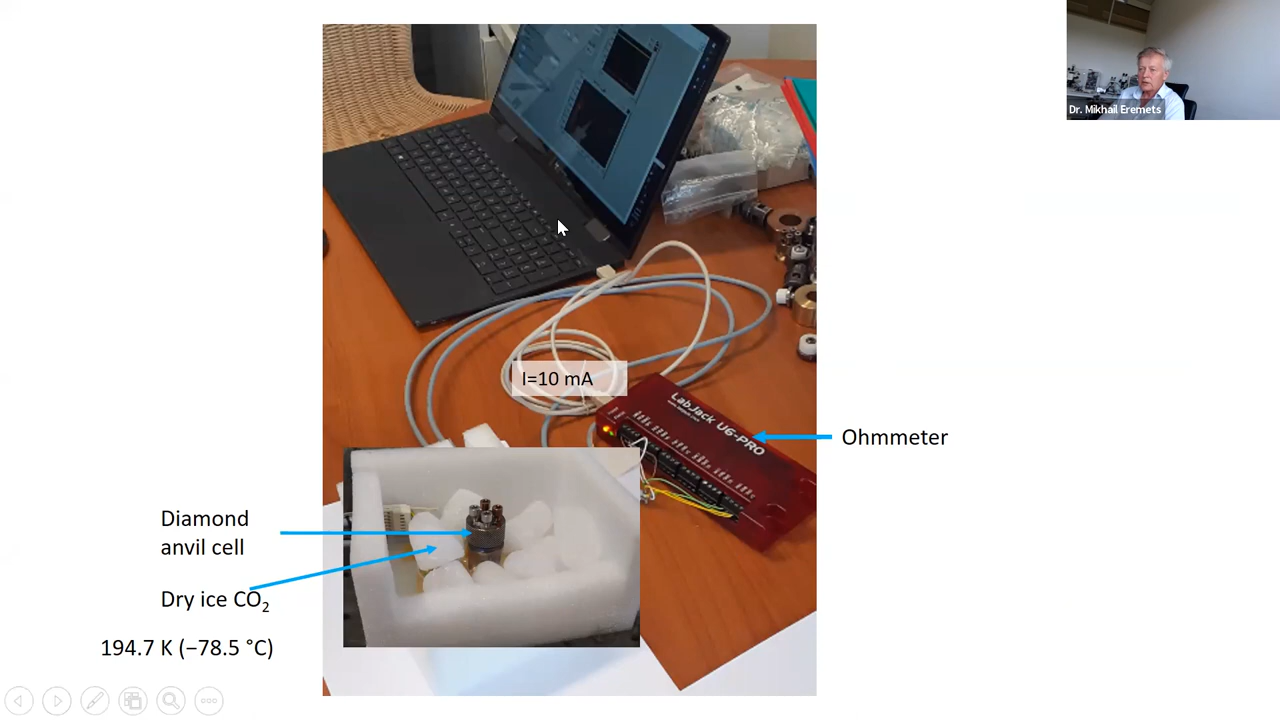 Dr. Mikhail Eremets
I=10 mA
LabJack U6-PRO
Ohmmeter
Diamond
anvil cell
Dry ice CO₂
194.7 K (−78.5 °C)